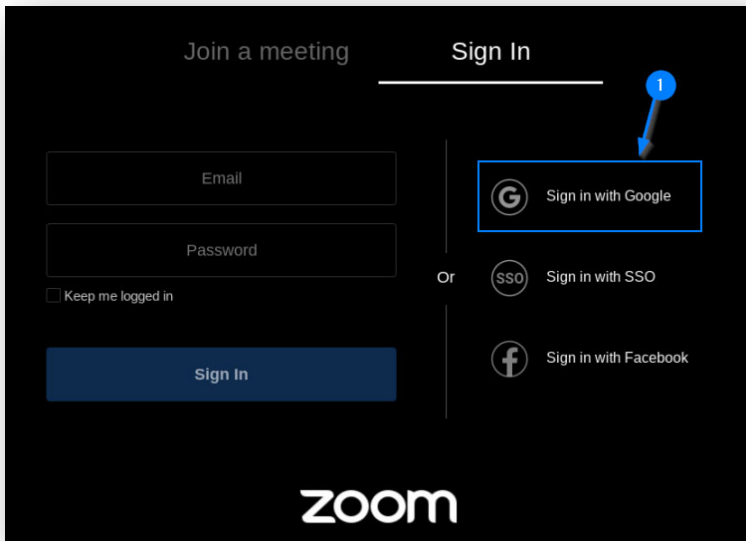 Join a meeting
Sign In
1
Email
Password
Keep me logged in
Sign In
Or
G
Sign in with Google
SSO
Sign in with SSO
f
Sign in with Facebook
zoom